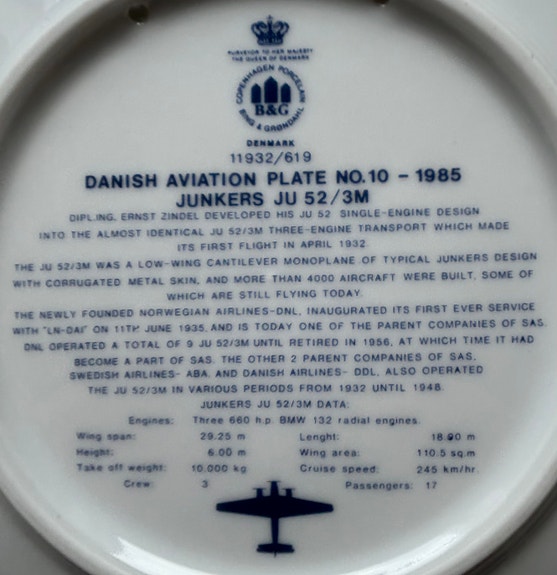 PURVEYOR TO HER MAJESTY
THE QUEEN OF DENMARK
COPENHAGEN PORCELAIN
B&G
BING & GRØNDAHL
DENMARK
11932/619
DANISH AVIATION PLATE NO.10 - 1985
JUNKERS JU 52/3M
DIPL.ING. ERNST ZINDEL DEVELOPED HIS JU 52 SINGLE-ENGINE DESIGN
INTO THE ALMOST IDENTICAL JU 52/3M THREE-ENGINE TRANSPORT WHICH MADE
ITS FIRST FLIGHT IN APRIL 1932.
THE JU 52/3M WAS A LOW-WING CANTILEVER MONOPLANE OF TYPICAL JUNKERS DESIGN
WITH CORRUGATED METAL SKIN, AND MORE THAN 4000 AIRCRAFT WERE BUILT, SOME OF
WHICH ARE STILL FLYING TODAY.
THE NEWLY FOUNDED NORWEGIAN AIRLINES-DNL, INAUGURATED ITS FIRST EVER SERVICE
WITH "LN-DAI" ON 11TH JUNE 1935, AND IS TODAY ONE OF THE PARENT COMPANIES OF SAS.
DNL OPERATED A TOTAL OF 9 JU 52/3M UNTIL RETIRED IN 1956, AT WHICH TIME IT HAD
BECOME A PART OF SAS. THE OTHER 2 PARENT COMPANIES OF SAS,
SWEDISH AIRLINES- ABA, AND DANISH AIRLINES- DDL, ALSO OPERATED
THE JU 52/3M IN VARIOUS PERIODS FROM 1932 UNTIL 1948.
JUNKERS JU 52/3M DATA:
Engines: Three 660 h.p. BMW 132 radial engines.
Wing span: 29.25 m Lenght: 18.90 m
Height: 6.00 m Wing area: 110.5 sq.m
Take off weight: 10.000 kg Cruise speed: 245 km/hr.
Crew: 3 Passengers: 17